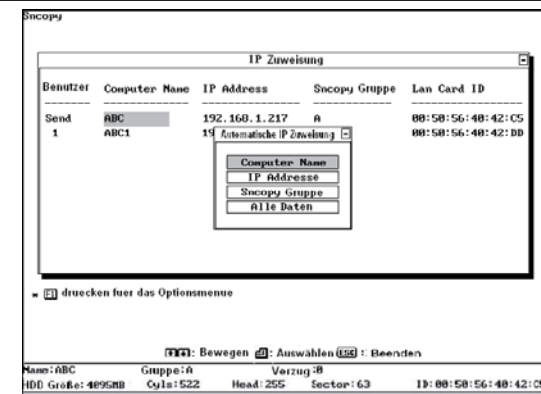 Sncopy
IP Zuweisung
Benutzer Computer Name IP Address Sncopy Gruppe Lan Card ID
Send ABC 192.168.1.217 A 00:50:56:40:42:C5
1 ABC1 19 00:50:56:40:42:DD
Automatische IP Zuweisung
Computer Name
IP Addresse
Sncopy Gruppe
Alle Daten
* F1 druecken fuer das Optionsmenue
: Bewegen : Auswählen ESC : Beenden
Name:ABC Gruppe:A Verzug:0
HDD Größe: 4095MB Cyls:522 Head:255 Sector:63 ID:00:50:56:40:42:C5